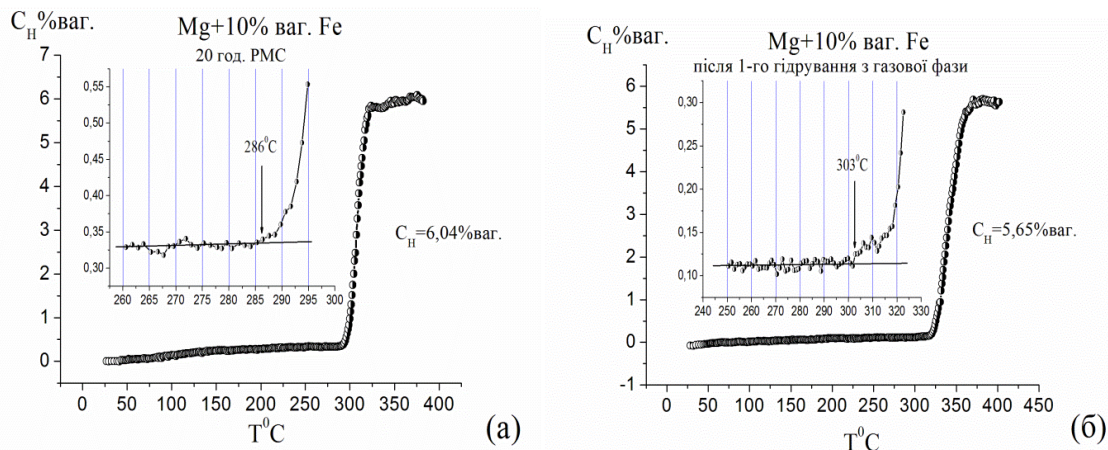 C_H%ваг.
Mg+10% ваг. Fe
20 год. РМС
7
6
5
4
3
2
1
0
0,55
0,50
0,45
0,40
0,35
0,30
286⁰C
260 265 270 275 280 285 290 295 300
C_H=6,04%ваг.
0 50 100 150 200 250 300 350 400
T⁰C
(а)
C_H%ваг.
Mg+10% ваг. Fe
після 1-го гідрування з газової фази
6
5
4
3
2
1
0
-1
0,30
0,25
0,20
0,15
0,10
303⁰C
240 250 260 270 280 290 300 310 320 330
C_H=5,65%ваг.
0 50 100 150 200 250 300 350 400 450
T⁰C
(б)